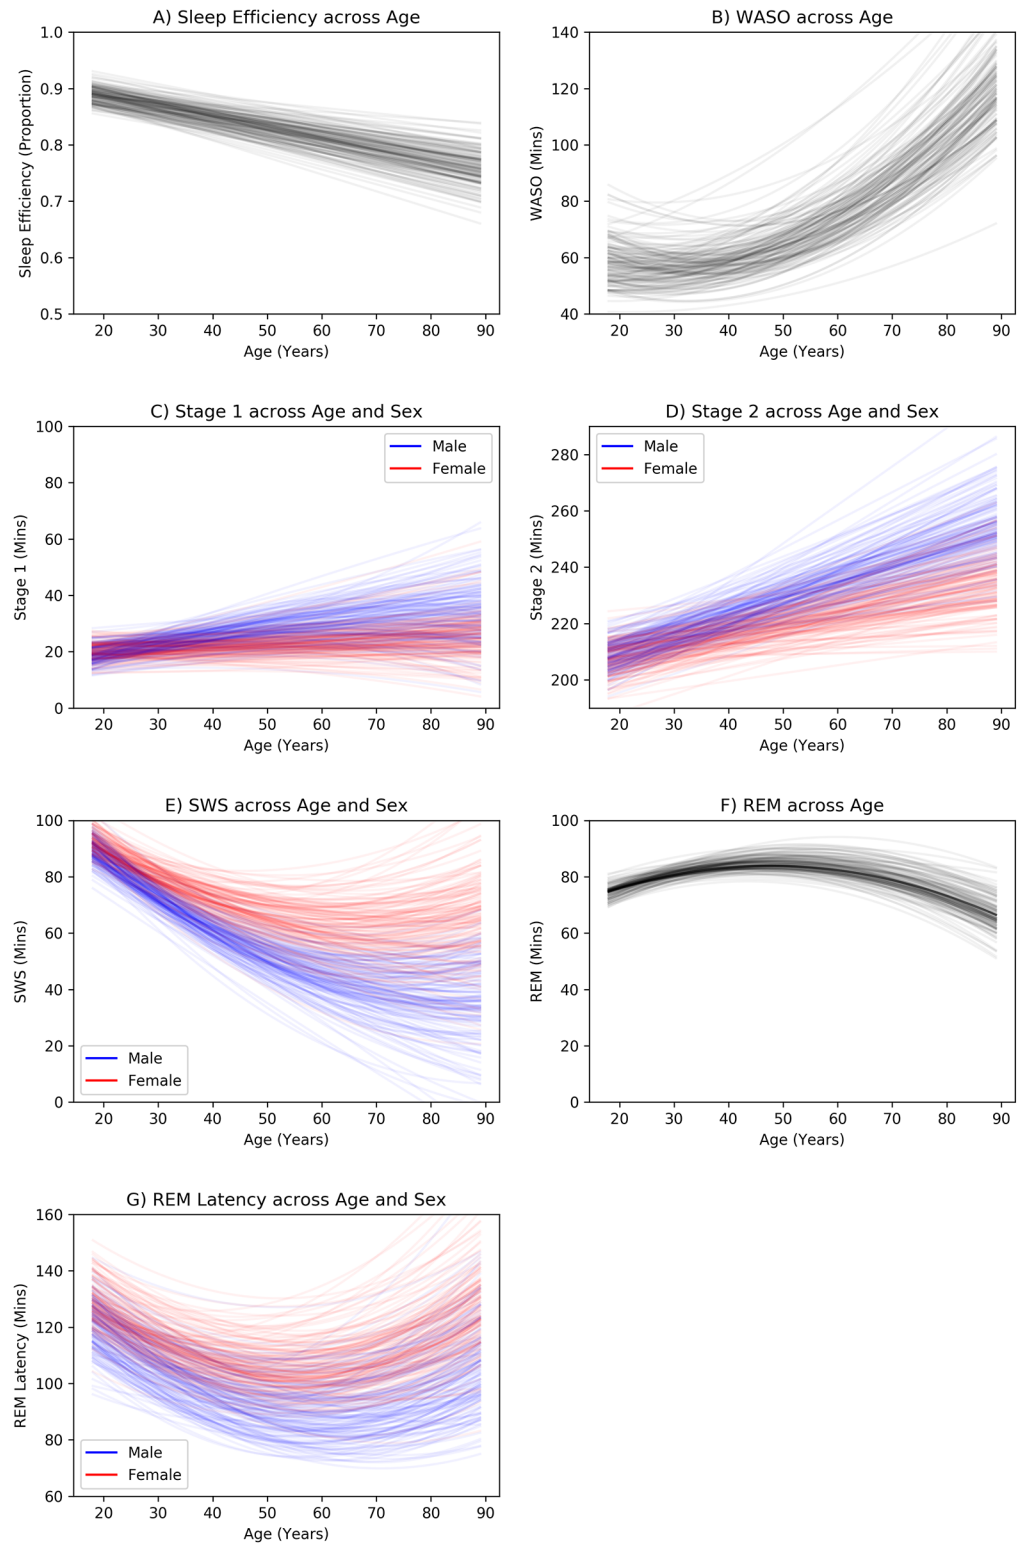 A) Sleep Efficiency across Age
1.0
0.9
0.8
0.7
0.6
0.5
Sleep Efficiency (Proportion)
20 30 40 50 60 70 80 90
Age (Years)
B) WASO across Age
140
120
100
80
60
40
WASO (Mins)
20 30 40 50 60 70 80 90
Age (Years)
C) Stage 1 across Age and Sex
100
80
60
40
20
0
Stage 1 (Mins)
Male
Female
20 30 40 50 60 70 80 90
Age (Years)
D) Stage 2 across Age and Sex
280
260
240
220
200
Stage 2 (Mins)
Male
Female
20 30 40 50 60 70 80 90
Age (Years)
E) SWS across Age and Sex
100
80
60
40
20
0
SWS (Mins)
Male
Female
20 30 40 50 60 70 80 90
Age (Years)
F) REM across Age
100
80
60
40
20
0
REM (Mins)
20 30 40 50 60 70 80 90
Age (Years)
G) REM Latency across Age and Sex
160
140
120
100
80
60
REM Latency (Mins)
Male
Female
20 30 40 50 60 70 80 90
Age (Years)